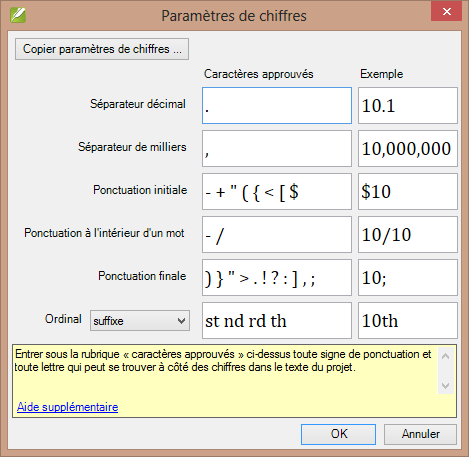 Paramètres de chiffres
Copier paramètres de chiffres ...
Caractères approuvés Exemple
Séparateur décimal . 10.1
Séparateur de milliers , 10,000,000
Ponctuation initiale - + " ( { < [ $ $10
Ponctuation à l'intérieur d'un mot - / 10/10
Ponctuation finale ) } " > . ! ? : ] , ; 10;
Ordinal suffixe st nd rd th 10th
Entrer sous la rubrique « caractères approuvés » ci-dessus toute signe de ponctuation et
toute lettre qui peut se trouver à côté des chiffres dans le texte du projet.
Aide supplémentaire
OK Annuler